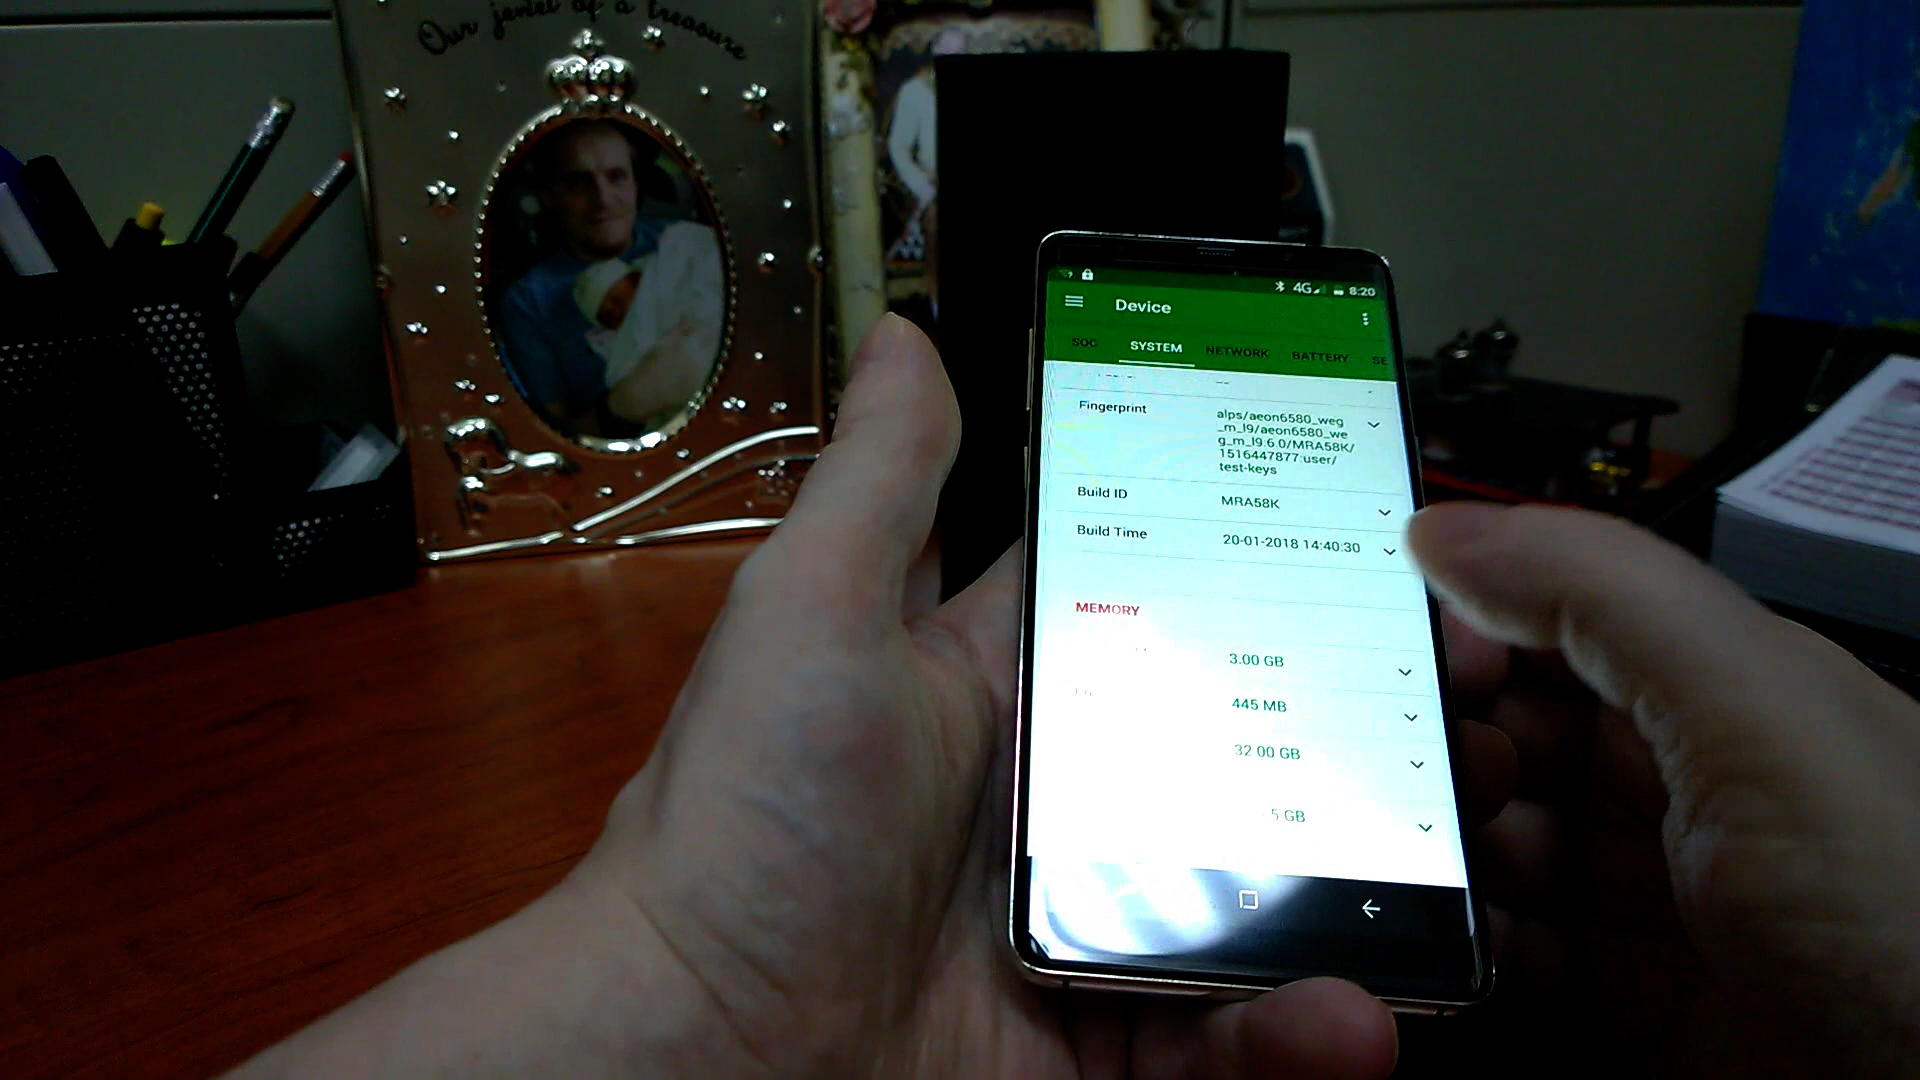 Our jewel of a treasure
4G 8:20
Device
SOC SYSTEM NETWORK BATTERY SE
Fingerprint
alps/aeon6580_weg
_m_l9/aeon6580_we
g_m_l9:6.0/MRA58K/
1516447877:user/
test-keys
Build ID MRA58K
Build Time 20-01-2018 14:40:30
MEMORY
3.00 GB
445 MB
32.00 GB
5 GB